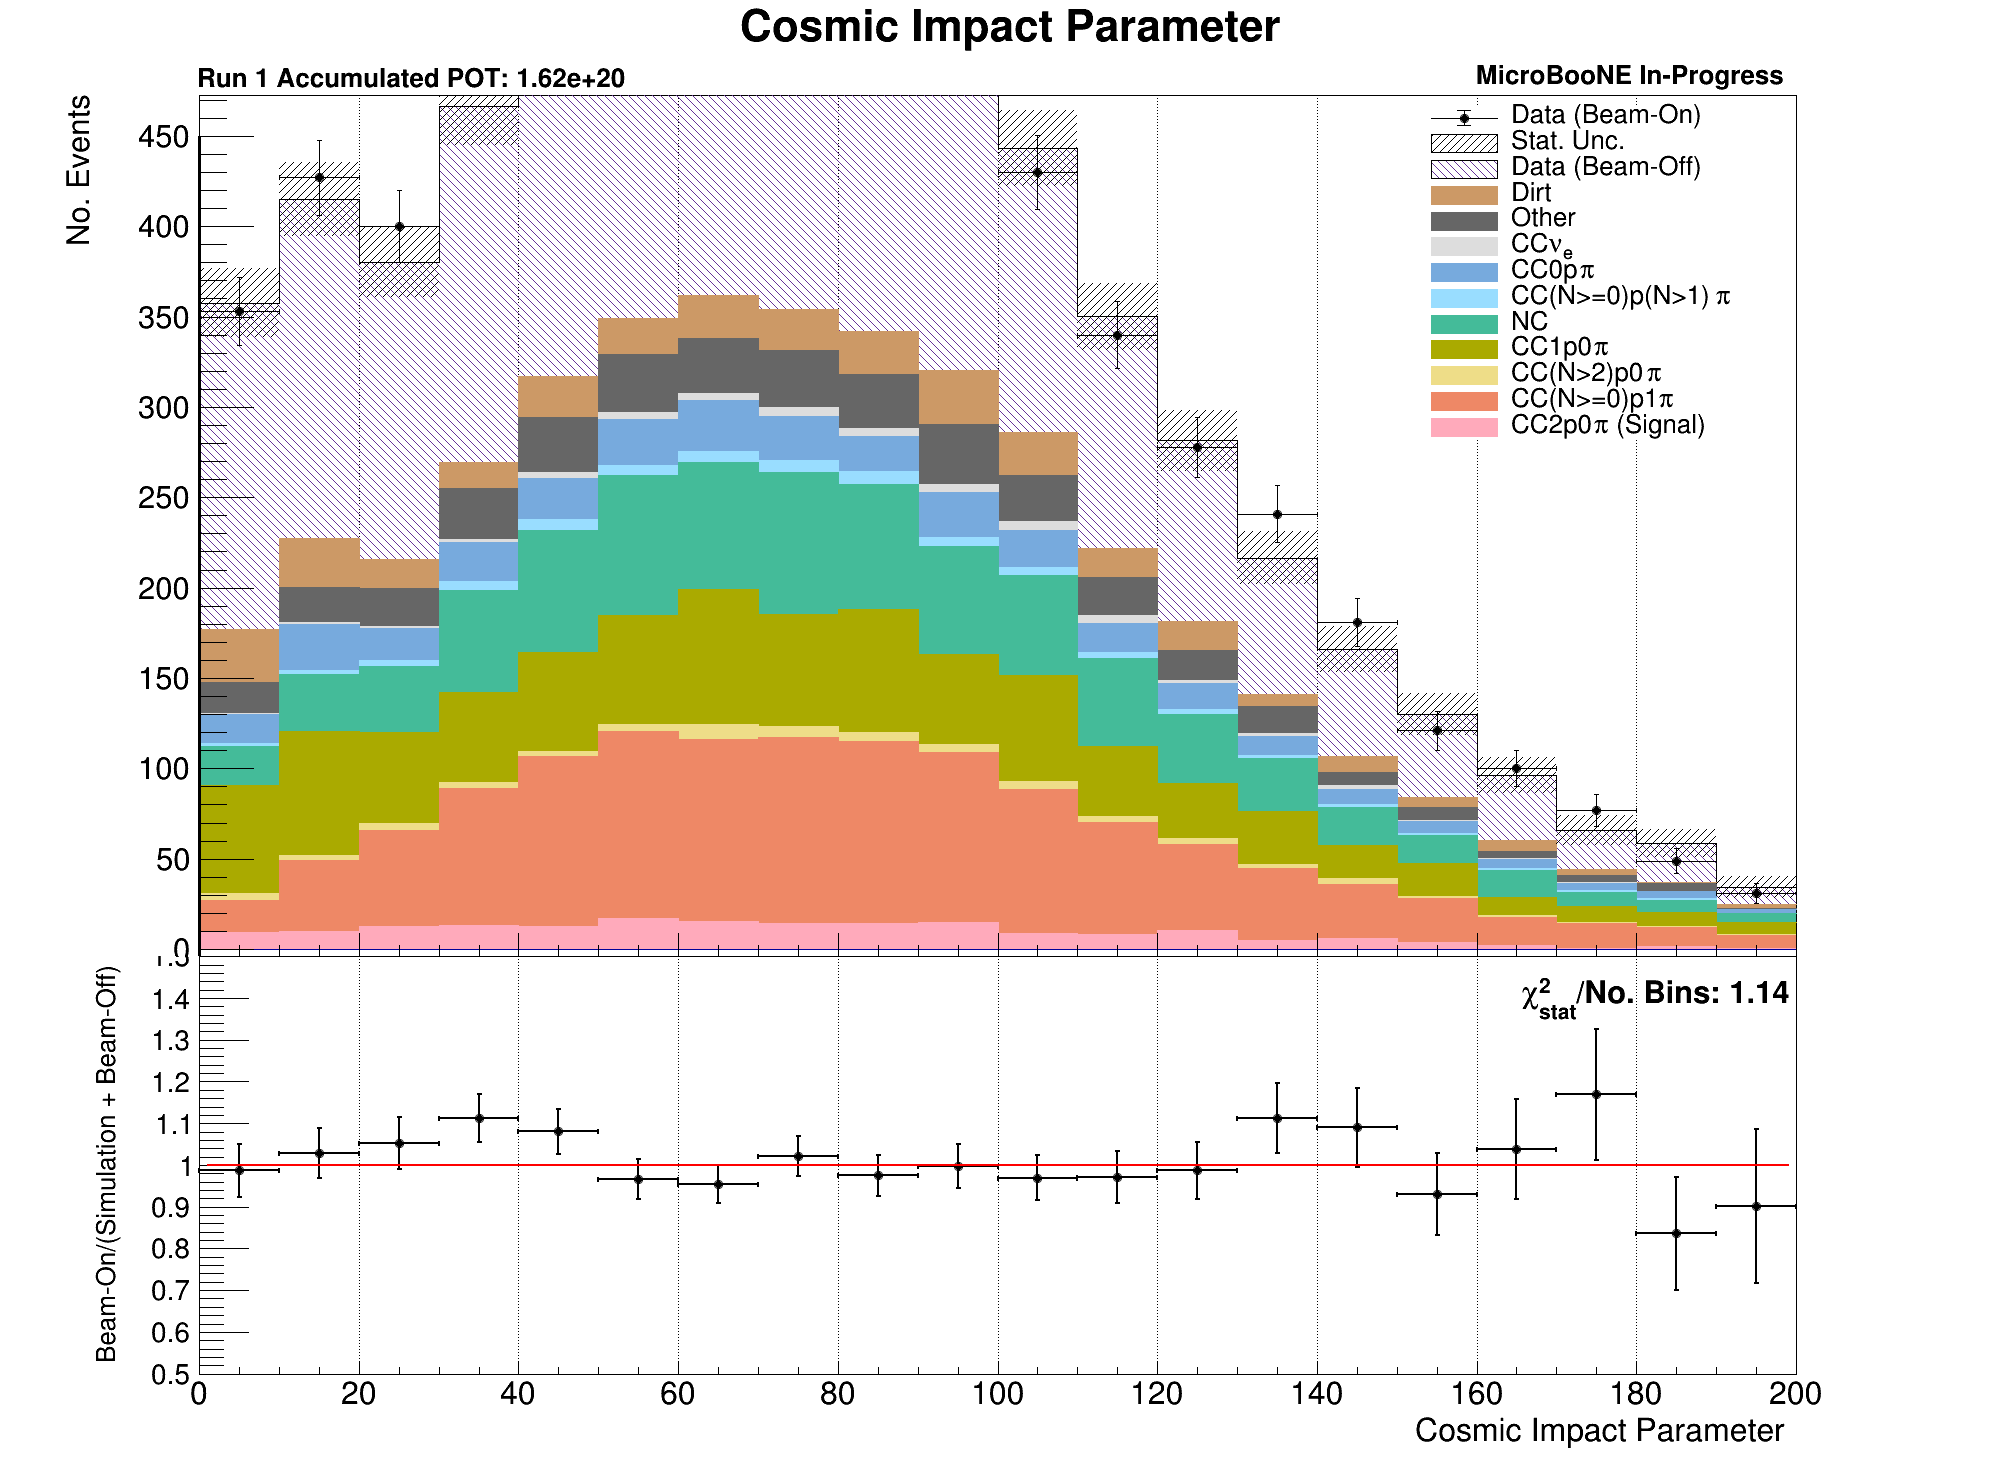 Cosmic Impact Parameter
Run 1 Accumulated POT: 1.62e+20
MicroBooNE In-Progress
No. Events
450
400
350
300
250
200
150
100
50
0
Data (Beam-On)
Stat. Unc.
Data (Beam-Off)
Dirt
Other
CCνe
CC0pπ
CC(N>=0)p(N>1) π
NC
CC1p0π
CC(N>2)p0π
CC(N>=0)p1π
CC2p0π (Signal)
Beam-On/(Simulation + Beam-Off)
1.5
1.4
1.3
1.2
1.1
1
0.9
0.8
0.7
0.6
0.5
χ²stat/No. Bins: 1.14
0 20 40 60 80 100 120 140 160 180 200
Cosmic Impact Parameter